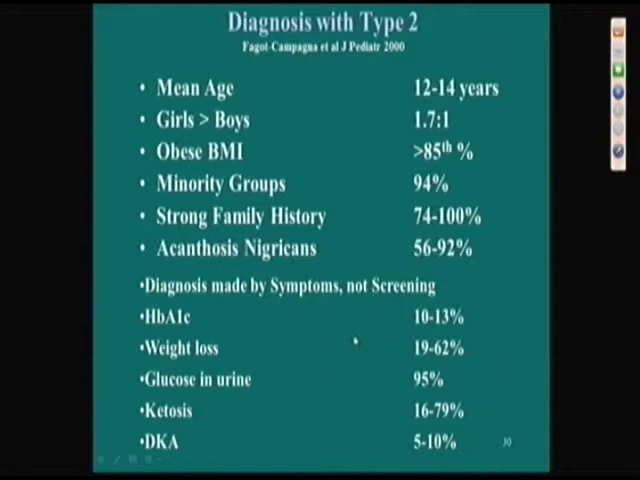 Diagnosis with Type 2
Fagot-Campagna et al J Pediatr 2000
• Mean Age 12-14 years
• Girls > Boys 1.7:1
• Obese BMI >85th %
• Minority Groups 94%
• Strong Family History 74-100%
• Acanthosis Nigricans 56-92%
•Diagnosis made by Symptoms, not Screening
•HbA1c 10-13%
•Weight loss 19-62%
•Glucose in urine 95%
•Ketosis 16-79%
•DKA 5-10%
30